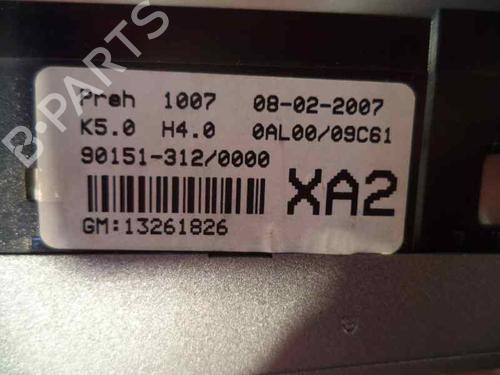 Preh 1007 08-02-2007
K5.0 H4.0 0AL00/09C61
90151-312/0000
XA2
GM:13261826
B-PARTS